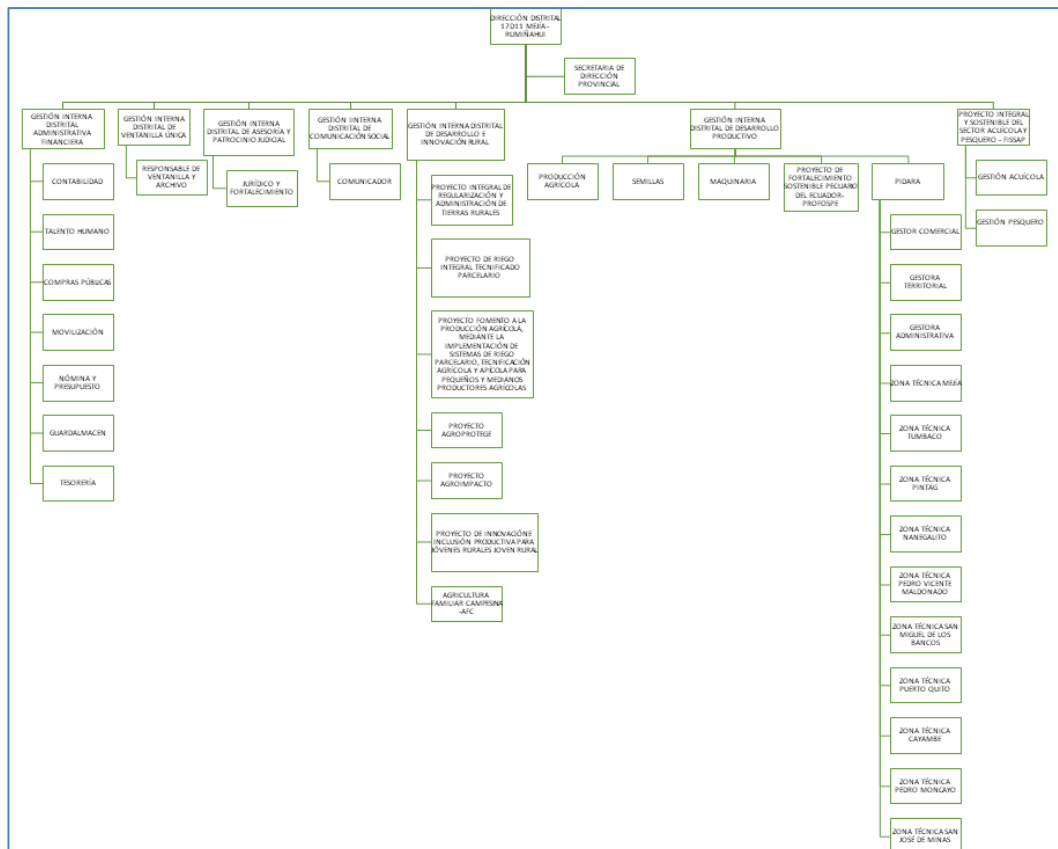 DIRECCIÓN DISTRITAL
17D11 MEJÍA-
RUMIÑAHUI
SECRETARIA DE
DIRECCIÓN
PROVINCIAL
GESTIÓN INTERNA
DISTRITAL
ADMINISTRATIVA
FINANCIERA
CONTABILIDAD
TALENTO HUMANO
COMPRAS PÚBLICAS
MOVILIZACIÓN
NÓMINA Y
PRESUPUESTO
GUARDALMACEN
TESORERÍA
GESTIÓN INTERNA
DISTRITAL DE
VENTANILLA ÚNICA
RESPONSABLE DE
VENTANILLA Y
ARCHIVO
GESTIÓN INTERNA
DISTRITAL DE ASESORÍA Y
PATROCINIO JUDICIAL
JURÍDICO Y
FORTALECIMIENTO
GESTIÓN IINTERNA
DISTRITAL DE
COMUNICACIÓN SOCIAL
COMUNICADOR
GESTIÓN INTERNA DISTRITAL
DE DESARROLLO E
INNOVACIÓN RURAL
PROYECTO INTEGRAL DE
REGULARIZACIÓN Y
ADMINISTRACIÓN DE
TIERRAS RURALES
PROYECTO DE RIEGO
INTEGRAL TECNIFICADO
PARCELARIO
PROYECTO FOMENTO A LA
PRODUCCIÓN AGRÍCOLA,
MEDIANTE LA
IMPLEMENTACIÓN DE
SISTEMAS DE RIEGO
PARCELARIO, TECNIFICACIÓN
AGRÍCOLA Y APÍCOLA PARA
PEQUEÑOS Y MEDIANOS
PRODUCTORES AGRÍCOLAS
PROYECTO
AGROPROTEGE
PROYECTO
AGROIMPACTO
PROYECTO DE INNOVACIÓN E
INCLUSIÓN PRODUCTIVA PARA
JÓVENES RURALES JOVEN RURAL
AGRICULTURA
FAMILIAR CAMPESINA
-AFC
GESTIÓN INTERNA
DISTRITAL DE DESARROLLO
PRODUCTIVO
PRODUCCIÓN
AGRÍCOLA
SEMILLAS
MAQUINARIA
PROYECTO DE
FORTALECIMIENTO
SOSTENIBLE PECUARIO
DEL ECUADOR-
PROFOSPE
PIDARA
GESTOR COMERCIAL
GESTORA
TERRITORIAL
GESTORA
ADMINISTRATIVA
ZONA TÉCNICA MEJÍA
ZONA TÉCNICA
TUMBACO
ZONA TÉCNICA
PINTAG
ZONA TÉCNICA
NANEGALITO
ZONA TÉCNICA
PEDRO VICENTE
MALDONADO
ZONA TÉCNICA SAN
MIGUEL DE LOS
BANCOS
ZONA TÉCNICA
PUERTO QUITO
ZONA TÉCNICA
CAYAMBE
ZONA TÉCNICA
PEDRO MONCAYO
ZONA TÉCNICA SAN
JOSÉ DE MINAS
PROYECTO INTEGRAL
Y SOSTENIBLE DEL
SECTOR ACUÍCOLA Y
PESQUERO - FISSAP
GESTIÓN ACUÍCOLA
GESTIÓN PESQUERO